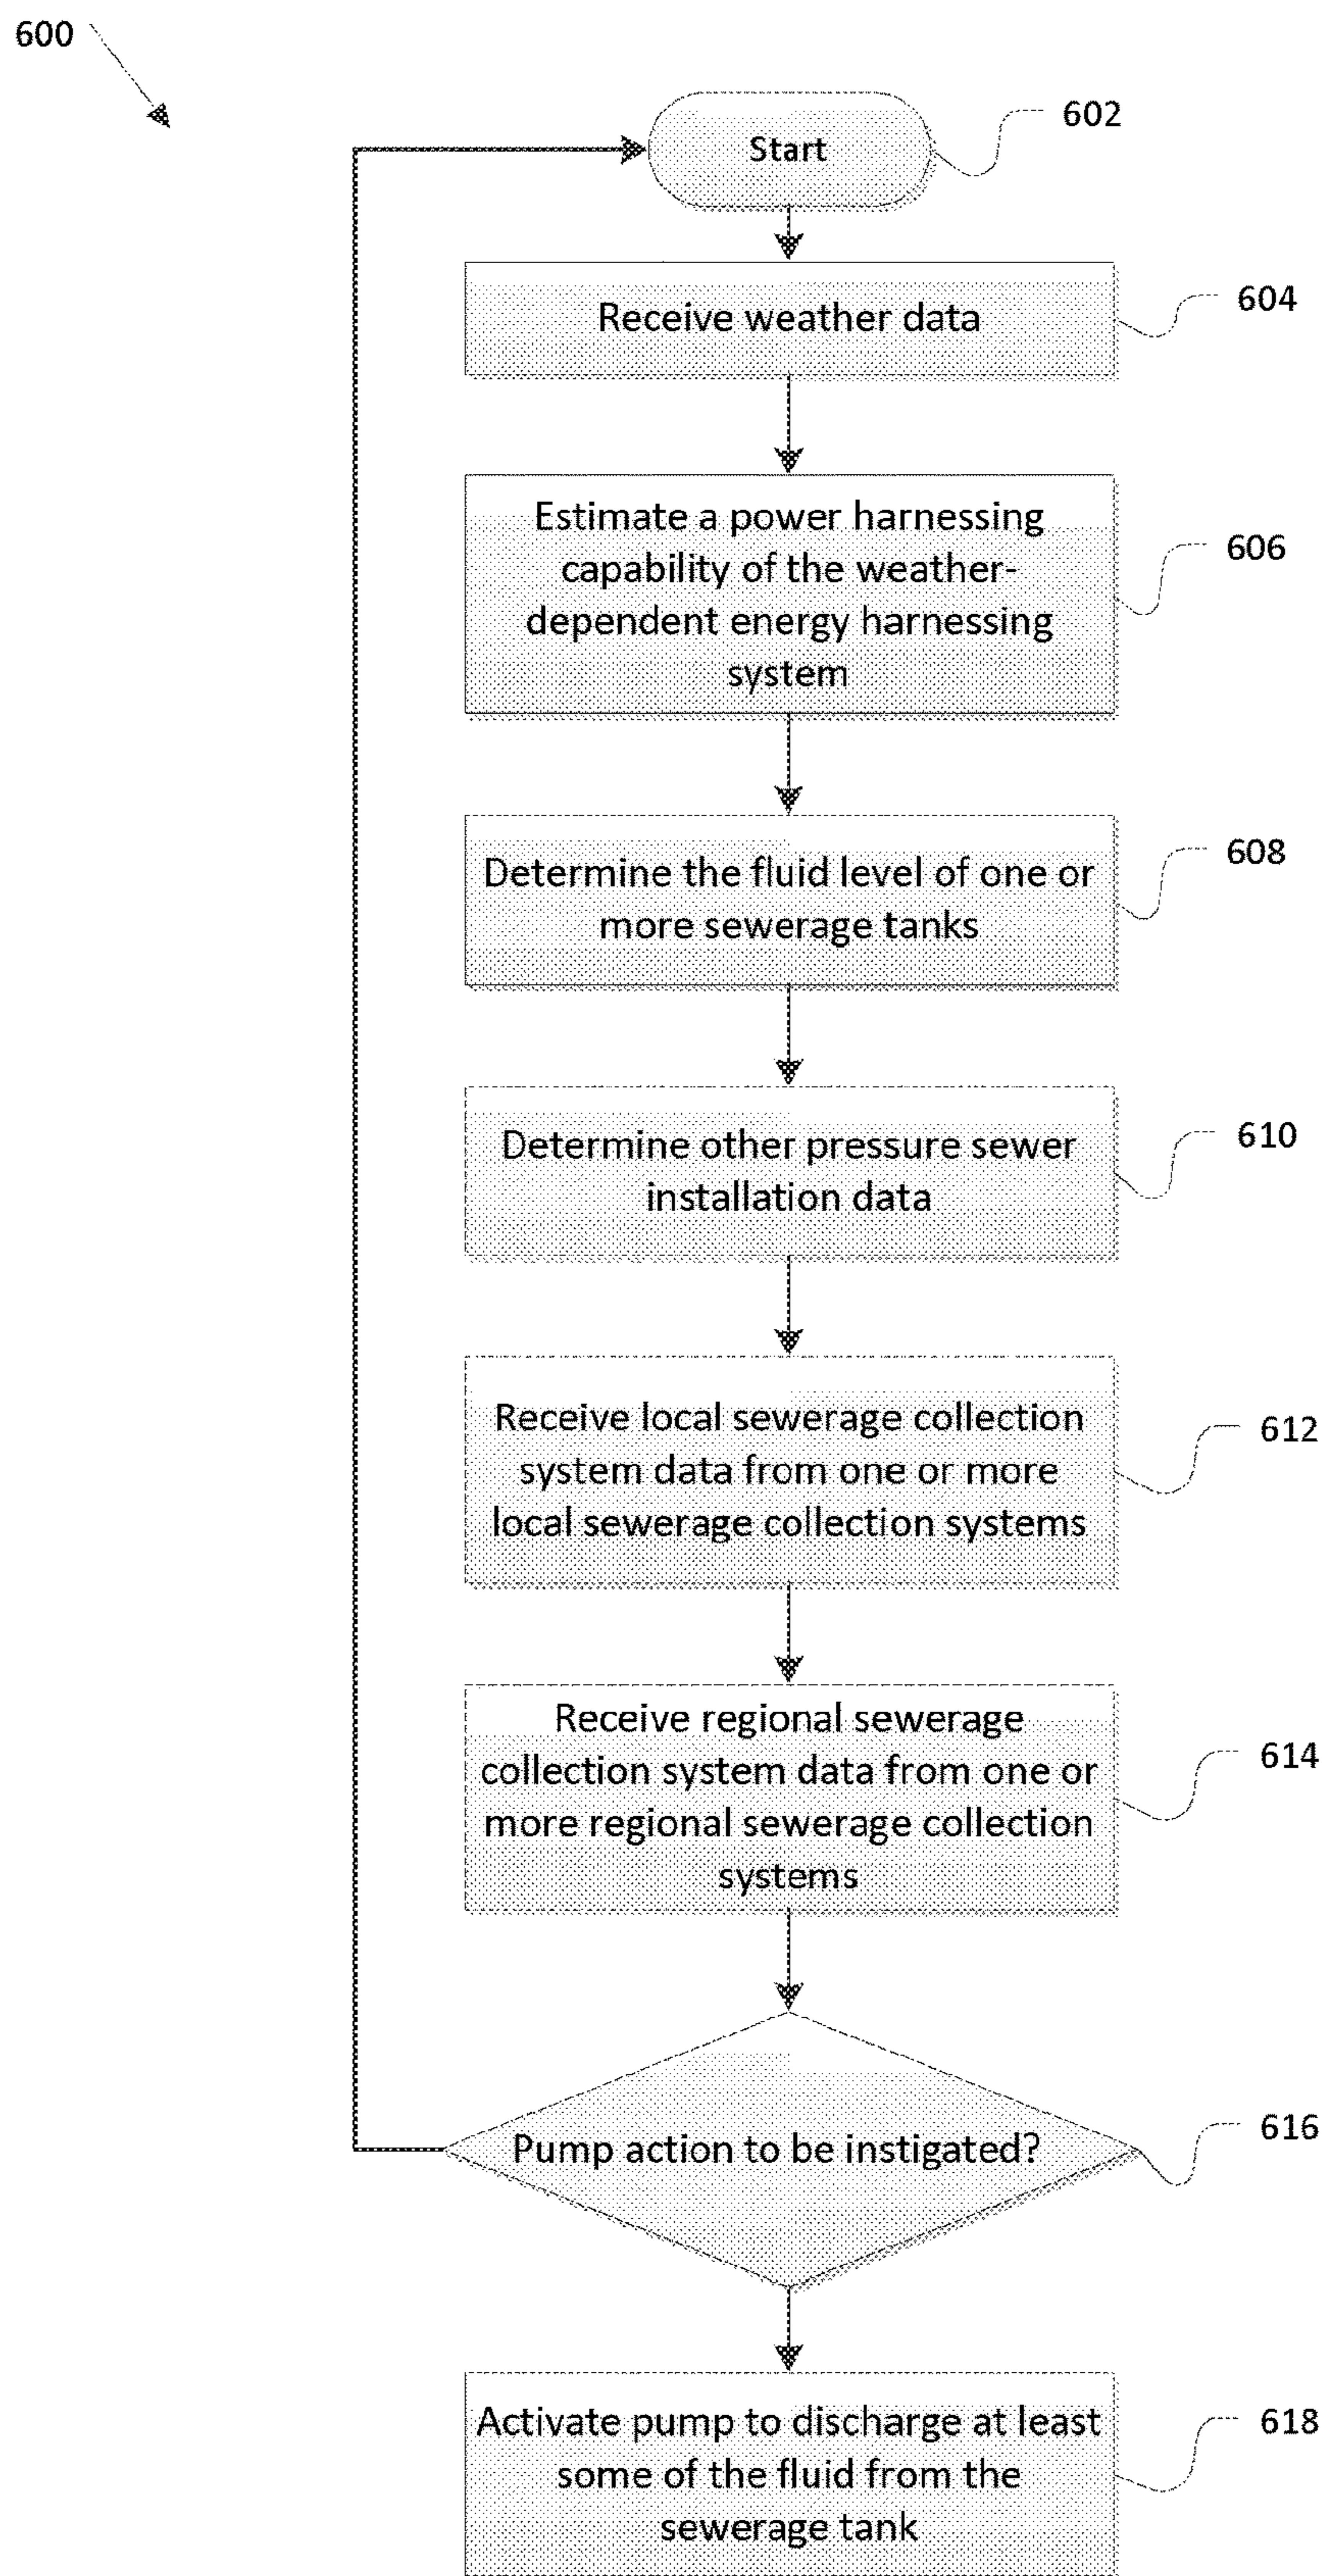 600
602
Start
604
Receive weather data
Estimate a power harnessing
606
capability of the weather-
dependent energy harnessing
system
608
Determine the fluid level of one or
more sewerage tanks
610
Determine other pressure sewer
installation data
612
Receive local sewerage collection
system data from one or more
local sewerage collection systems
614
Receive regional sewerage
collection system data from one or
more regional sewerage collection
systems
616
Pump action to be instigated?
618
Activate pump to discharge at least
some of the fluid from the
sewerage tank